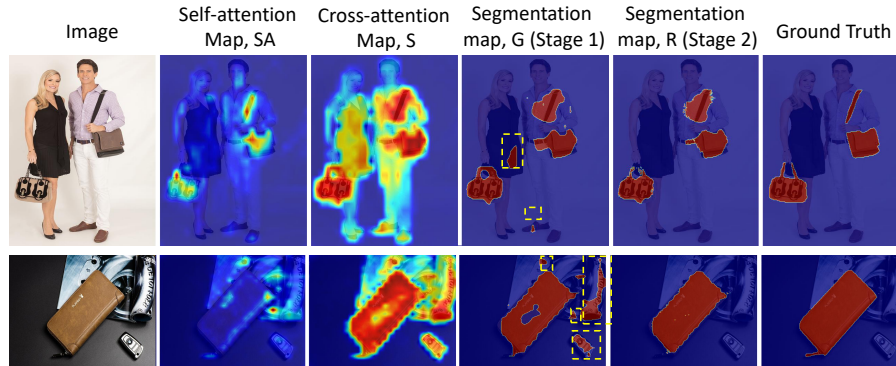 Image
Self-attention
Map, SA
Cross-attention
Map, S
Segmentation
map, G (Stage 1)
Segmentation
map, R (Stage 2)
Ground Truth